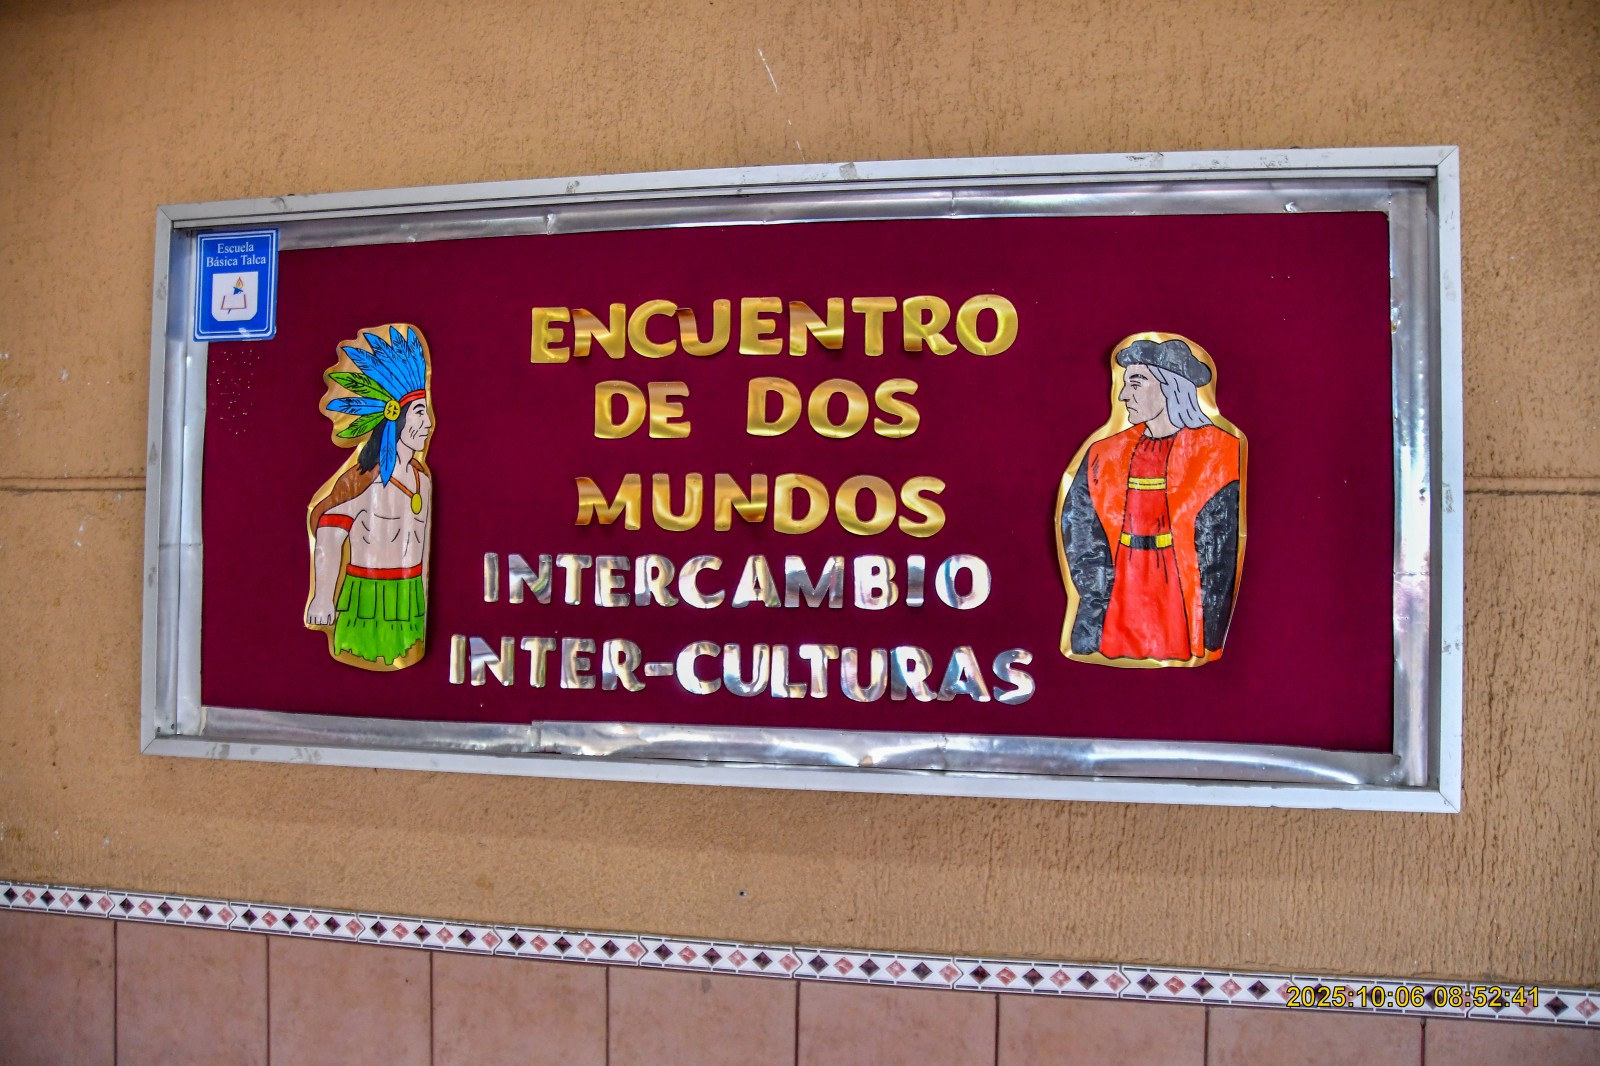 Escuela
Básica Talca
ENCUENTRO
DE DOS
MUNDOS
INTERCAMBIO
INTER-CULTURAS
2025:10:06 08:52:41